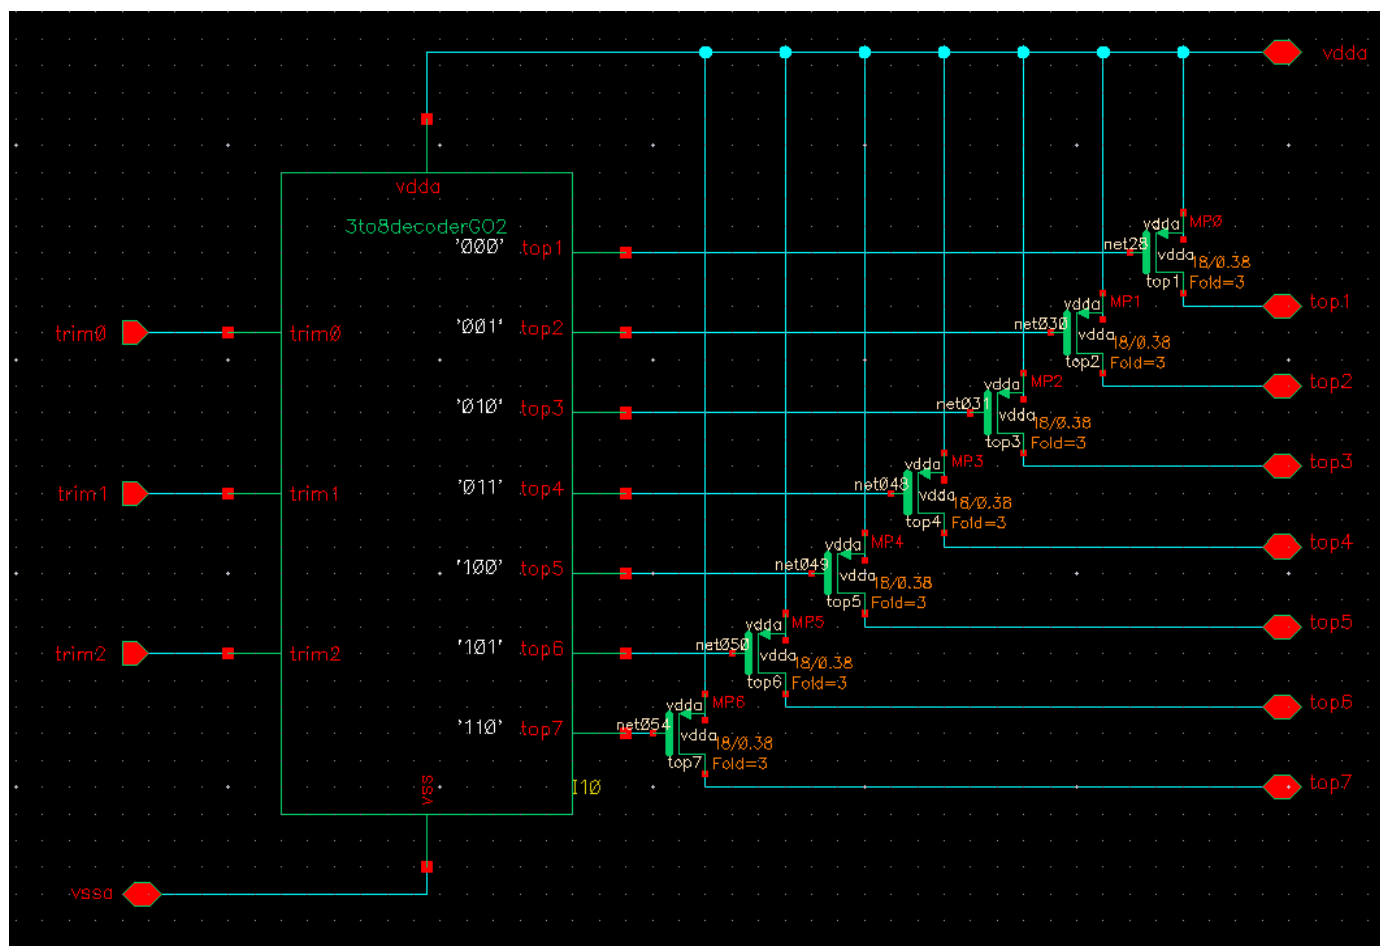 vdda
vdda
3to8decoderGO2
'000' top1
vdda
MP0
net28
vdda
18/0.38
Fold=3
top1
top1
trim0
trim0
'001' top2
vdda
MP1
net030
vdda
18/0.38
Fold=3
top2
top2
'010' top3
vdda
MP2
net031
vdda
18/0.38
Fold=3
top3
top3
trim1
trim1
'011' top4
vdda
MP3
net048
vdda
18/0.38
Fold=3
top4
top4
'100' top5
vdda
MP4
net049
vdda
18/0.38
Fold=3
top5
top5
trim2
trim2
'101' top6
vdda
MP5
net050
vdda
18/0.38
Fold=3
top6
top6
'110' top7
vdda
MP6
net054
vdda
18/0.38
Fold=3
top7
top7
vss
I10
vssa